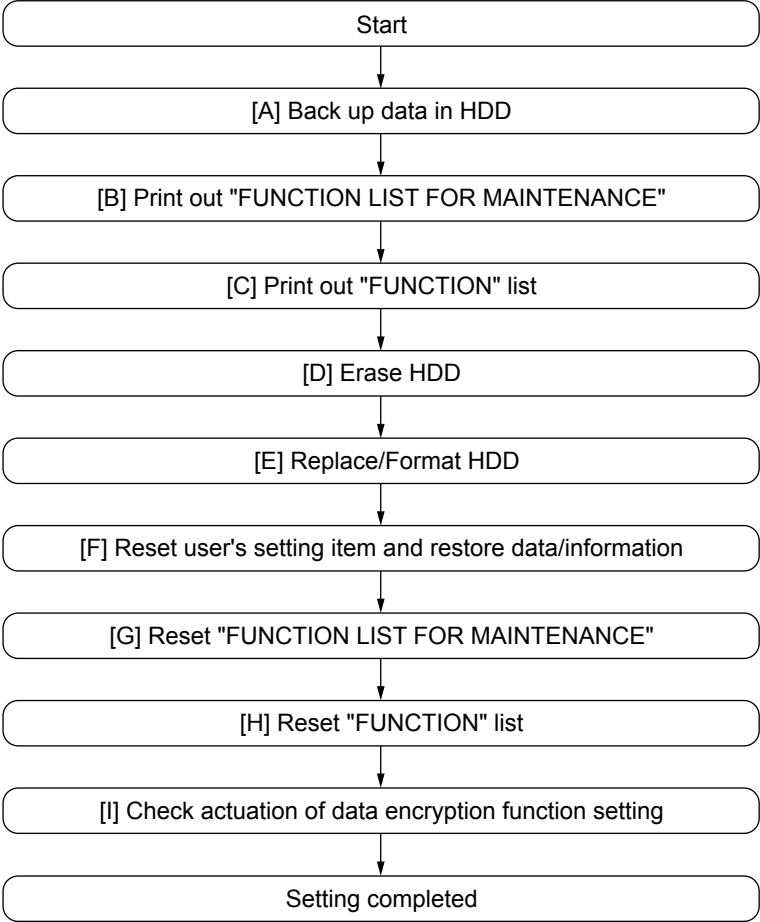 Start
[A] Back up data in HDD
[B] Print out "FUNCTION LIST FOR MAINTENANCE"
[C] Print out "FUNCTION" list
[D] Erase HDD
[E] Replace/Format HDD
[F] Reset user's setting item and restore data/information
[G] Reset "FUNCTION LIST FOR MAINTENANCE"
[H] Reset "FUNCTION" list
[I] Check actuation of data encryption function setting
Setting completed